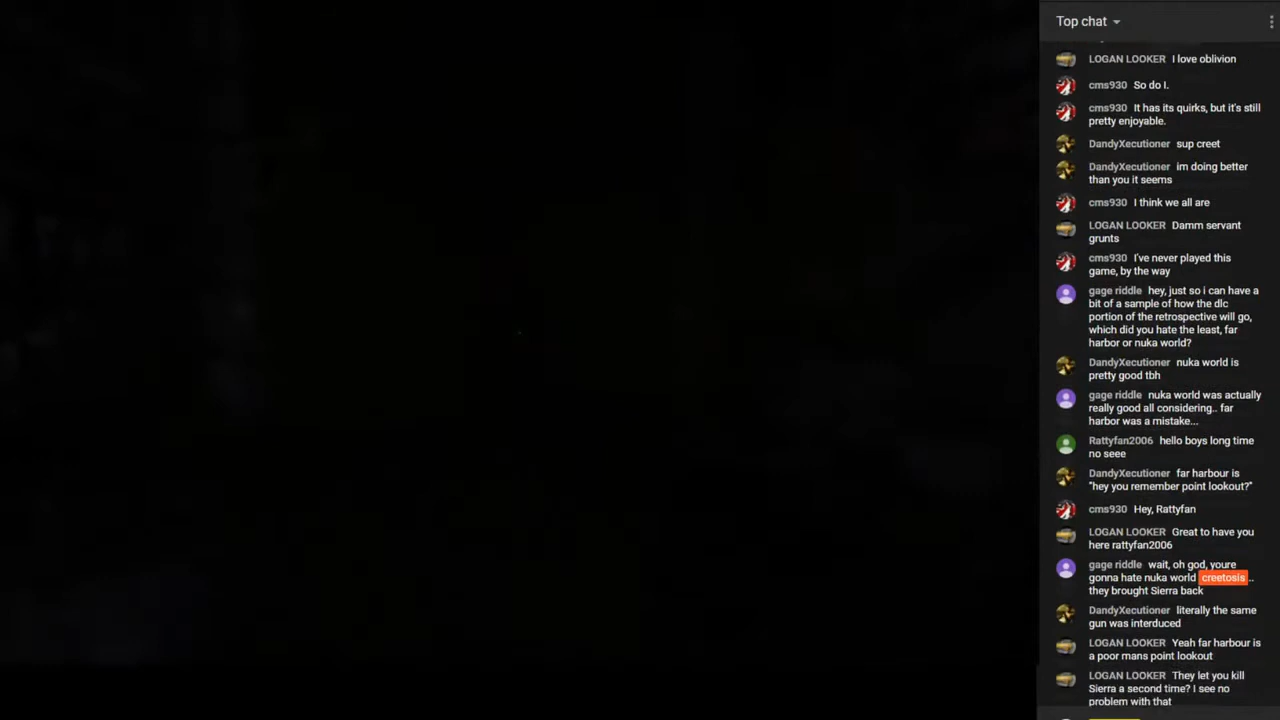 Top chat
LOGAN LOOKER I love oblivion
cms930 So do I.
cms930 It has its quirks, but it's still
pretty enjoyable.
DandyXecutioner sup creet
DandyXecutioner im doing better
than you it seems
cms930 I think we all are
LOGAN LOOKER Damm servant
grunts
cms930 I've never played this
game, by the way
gage riddle hey, just so i can have a
bit of a sample of how the dlc
portion of the retrospective will go,
which did you hate the least, far
harbor or nuka world?
DandyXecutioner nuka world is
pretty good tbh
gage riddle nuka world was actually
really good all considering.. far
harbor was a mistake...
Rattyfan2006 hello boys long time
no seee
DandyXecutioner far harbour is
"hey you remember point lookout?"
cms930 Hey, Rattyfan
LOGAN LOOKER Great to have you
here rattyfan2006
gage riddle wait, oh god, youre
gonna hate nuka world creetosis ..
they brought Sierra back
DandyXecutioner literally the same
gun was interduced
LOGAN LOOKER Yeah far harbour is
a poor mans point lookout
LOGAN LOOKER They let you kill
Sierra a second time? I see no
problem with that